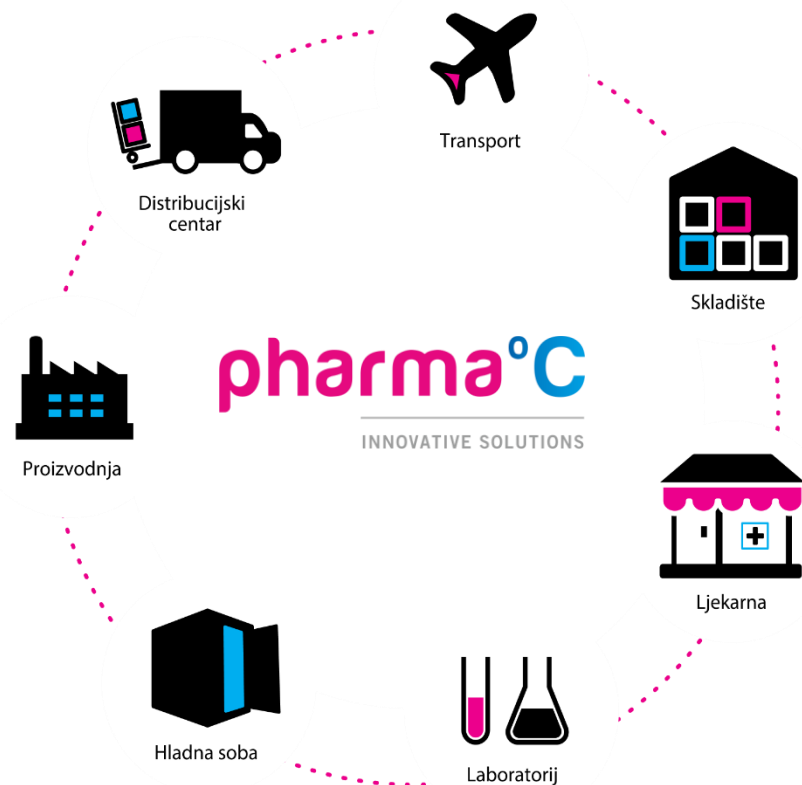 Transport
Distribucijski
centar
Skladište
pharma°C
INNOVATIVE SOLUTIONS
Proizvodnja
Ljekarna
Hladna soba
Laboratorij